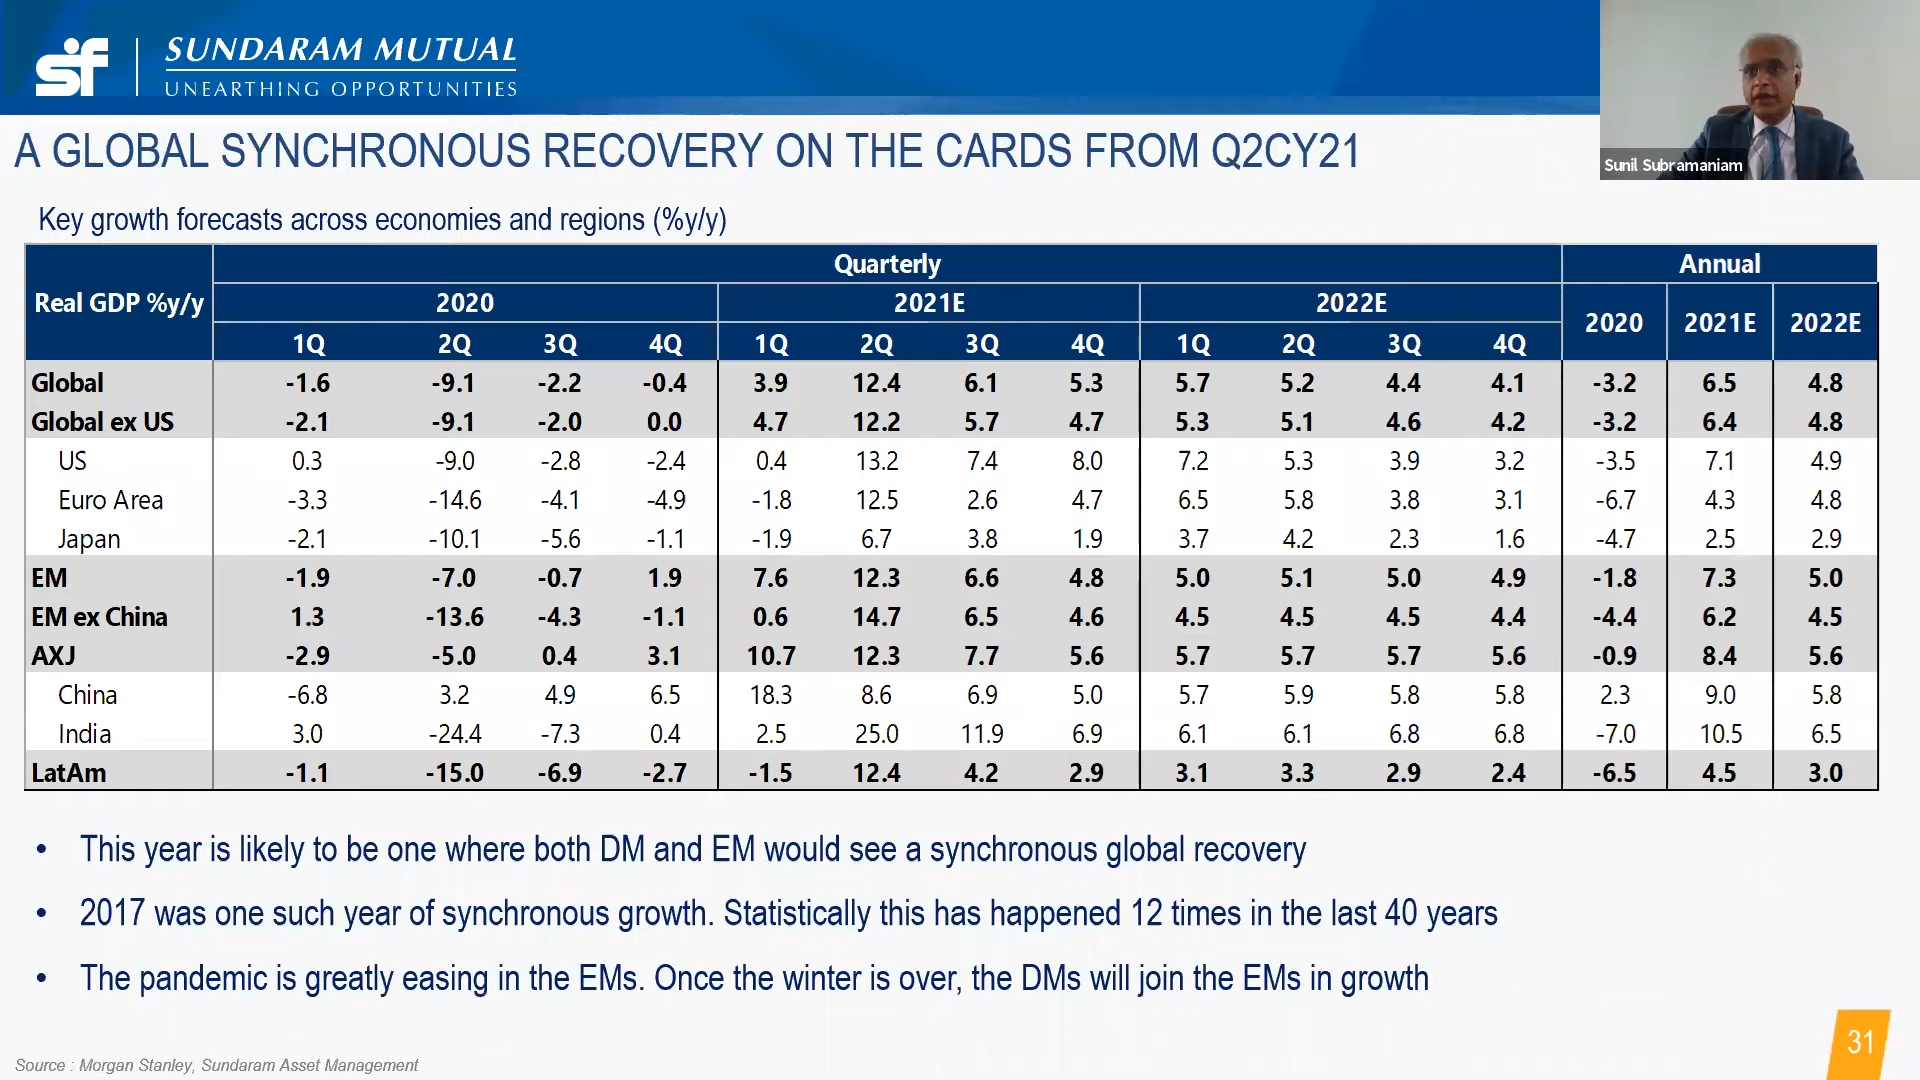 sf SUNDARAM MUTUAL
UNEARTHING OPPORTUNITIES
A GLOBAL SYNCHRONOUS RECOVERY ON THE CARDS FROM Q2CY21
Sunil Subramaniam
Key growth forecasts across economies and regions (%y/y)
Real GDP %y/y Quarterly Annual
2020 2021E 2022E 2020 2021E 2022E
1Q 2Q 3Q 4Q 1Q 2Q 3Q 4Q 1Q 2Q 3Q 4Q
Global -1.6 -9.1 -2.2 -0.4 3.9 12.4 6.1 5.3 5.7 5.2 4.4 4.1 -3.2 6.5 4.8
Global ex US -2.1 -9.1 -2.0 0.0 4.7 12.2 5.7 4.7 5.3 5.1 4.6 4.2 -3.2 6.4 4.8
US 0.3 -9.0 -2.8 -2.4 0.4 13.2 7.4 8.0 7.2 5.3 3.9 3.2 -3.5 7.1 4.9
Euro Area -3.3 -14.6 -4.1 -4.9 -1.8 12.5 2.6 4.7 6.5 5.8 3.8 3.1 -6.7 4.3 4.8
Japan -2.1 -10.1 -5.6 -1.1 -1.9 6.7 3.8 1.9 3.7 4.2 2.3 1.6 -4.7 2.5 2.9
EM -1.9 -7.0 -0.7 1.9 7.6 12.3 6.6 4.8 5.0 5.1 5.0 4.9 -1.8 7.3 5.0
EM ex China 1.3 -13.6 -4.3 -1.1 0.6 14.7 6.5 4.6 4.5 4.5 4.5 4.4 -4.4 6.2 4.5
AXJ -2.9 -5.0 0.4 3.1 10.7 12.3 7.7 5.6 5.7 5.7 5.7 5.6 -0.9 8.4 5.6
China -6.8 3.2 4.9 6.5 18.3 8.6 6.9 5.0 5.7 5.9 5.8 5.8 2.3 9.0 5.8
India 3.0 -24.4 -7.3 0.4 2.5 25.0 11.9 6.9 6.1 6.1 6.8 6.8 -7.0 10.5 6.5
LatAm -1.1 -15.0 -6.9 -2.7 -1.5 12.4 4.2 2.9 3.1 3.3 2.9 2.4 -6.5 4.5 3.0
• This year is likely to be one where both DM and EM would see a synchronous global recovery
• 2017 was one such year of synchronous growth. Statistically this has happened 12 times in the last 40 years
• The pandemic is greatly easing in the EMs. Once the winter is over, the DMs will join the EMs in growth
31
Source : Morgan Stanley, Sundaram Asset Management